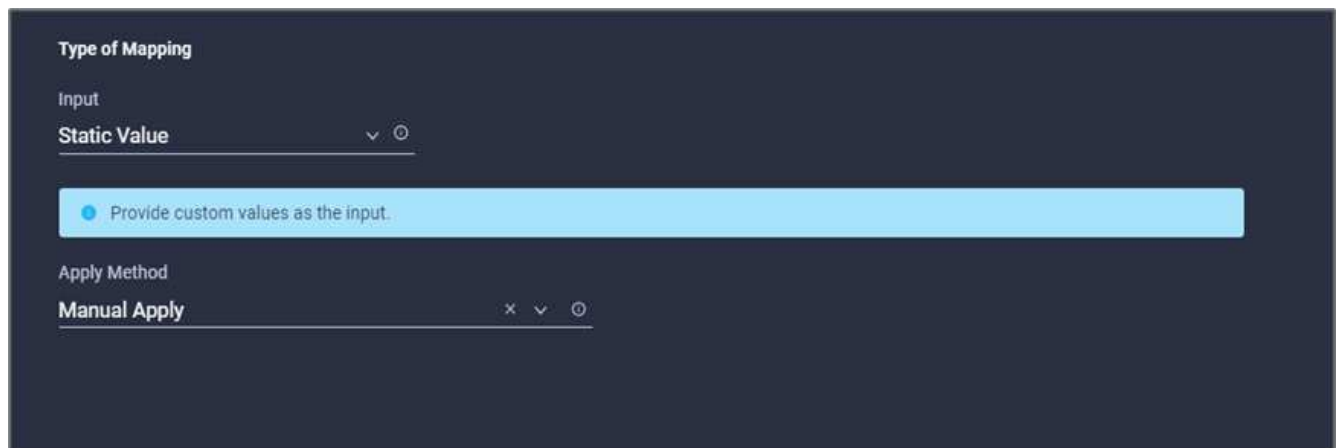 Type of Mapping
Input
Static Value
Provide custom values as the input.
Apply Method
Manual Apply